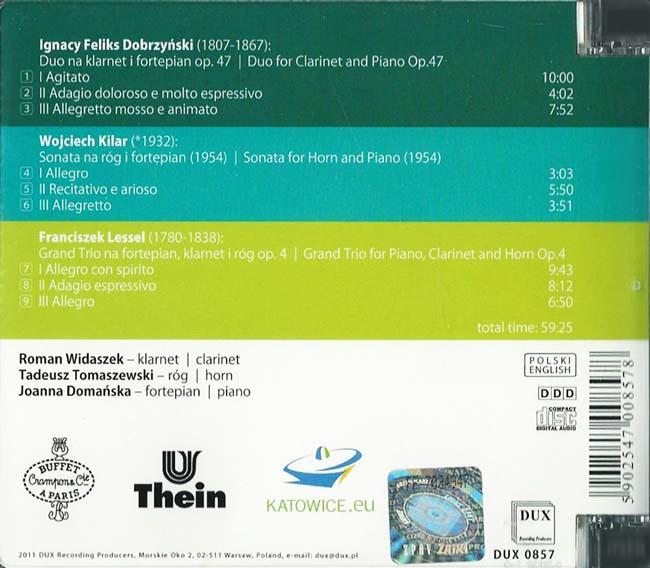 Ignacy Feliks Dobrzyński (1807-1867):
Duo na klarnet i fortepian op. 47 | Duo for Clarinet and Piano Op.47
1 I Agitato 10:00
2 II Adagio doloroso e molto espressivo 4:02
3 III Allegretto mosso e animato 7:52
Wojciech Kilar (*1932):
Sonata na róg i fortepian (1954) | Sonata for Horn and Piano (1954)
4 I Allegro 3:03
5 II Recitativo e arioso 5:50
6 III Allegretto 3:51
Franciszek Lessel (1780-1838):
Grand Trio na fortepian, klarnet i róg op. 4 | Grand Trio for Piano, Clarinet and Horn Op.4
7 I Allegro con spirito 9:43
8 II Adagio espressivo 8:12
9 III Allegro 6:50
total time: 59:25
Roman Widaszek – klarnet | clarinet
Tadeusz Tomaszewski – róg | horn
Joanna Domańska – fortepian | piano
POLSKI
ENGLISH
DDD
COMPACT
disc
DIGITAL AUDIO
5902547008578
BUFFET
Crampon & Cie
A PARIS
Thein
KATOWICE.eu
ZPAV ZAiKS
DUX
Recording Producers
DUX 0857
2011 DUX Recording Producers, Morskie Oko 2, 02-511 Warsaw, Poland, e-mail: dux@dux.pl